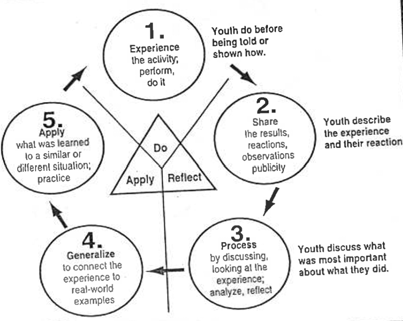 1.
Experience
the activity;
perform,
do it
Youth do before
being told or
shown how.
2.
Share
the results,
reactions,
observations
publicity
Youth describe
the experience
and their reaction
3.
Process
by discussing,
looking at the
experience;
analyze, reflect
Youth discuss what
was most important
about what they did.
4.
Generalize
to connect the
experience to
real-world
examples
5.
Apply
what was learned
to a similar or
different situation;
practice
Do
Apply
Reflect